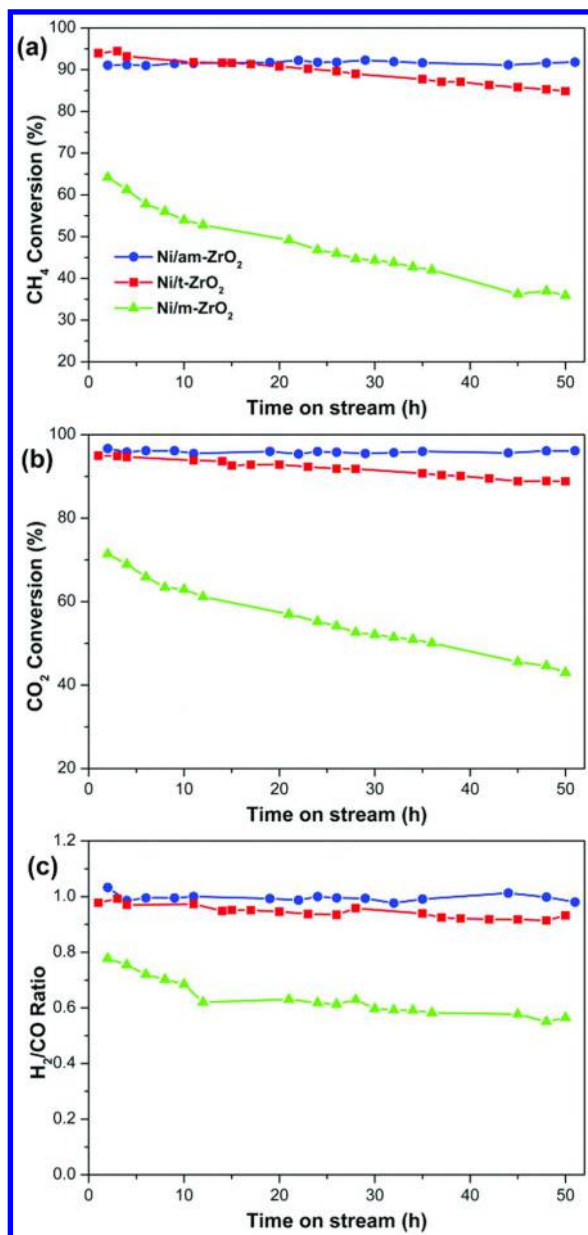 (a)
CH₄ Conversion (%)
100
90
80
70
60
50
40
30
20
Ni/am-ZrO₂
Ni/t-ZrO₂
Ni/m-ZrO₂
0 10 20 30 40 50
Time on stream (h)
(b)
CO₂ Conversion (%)
100
80
60
40
20
0 10 20 30 40 50
Time on stream (h)
(c)
H₂/CO Ratio
1.2
1.0
0.8
0.6
0.4
0.2
0.0
0 10 20 30 40 50
Time on stream (h)